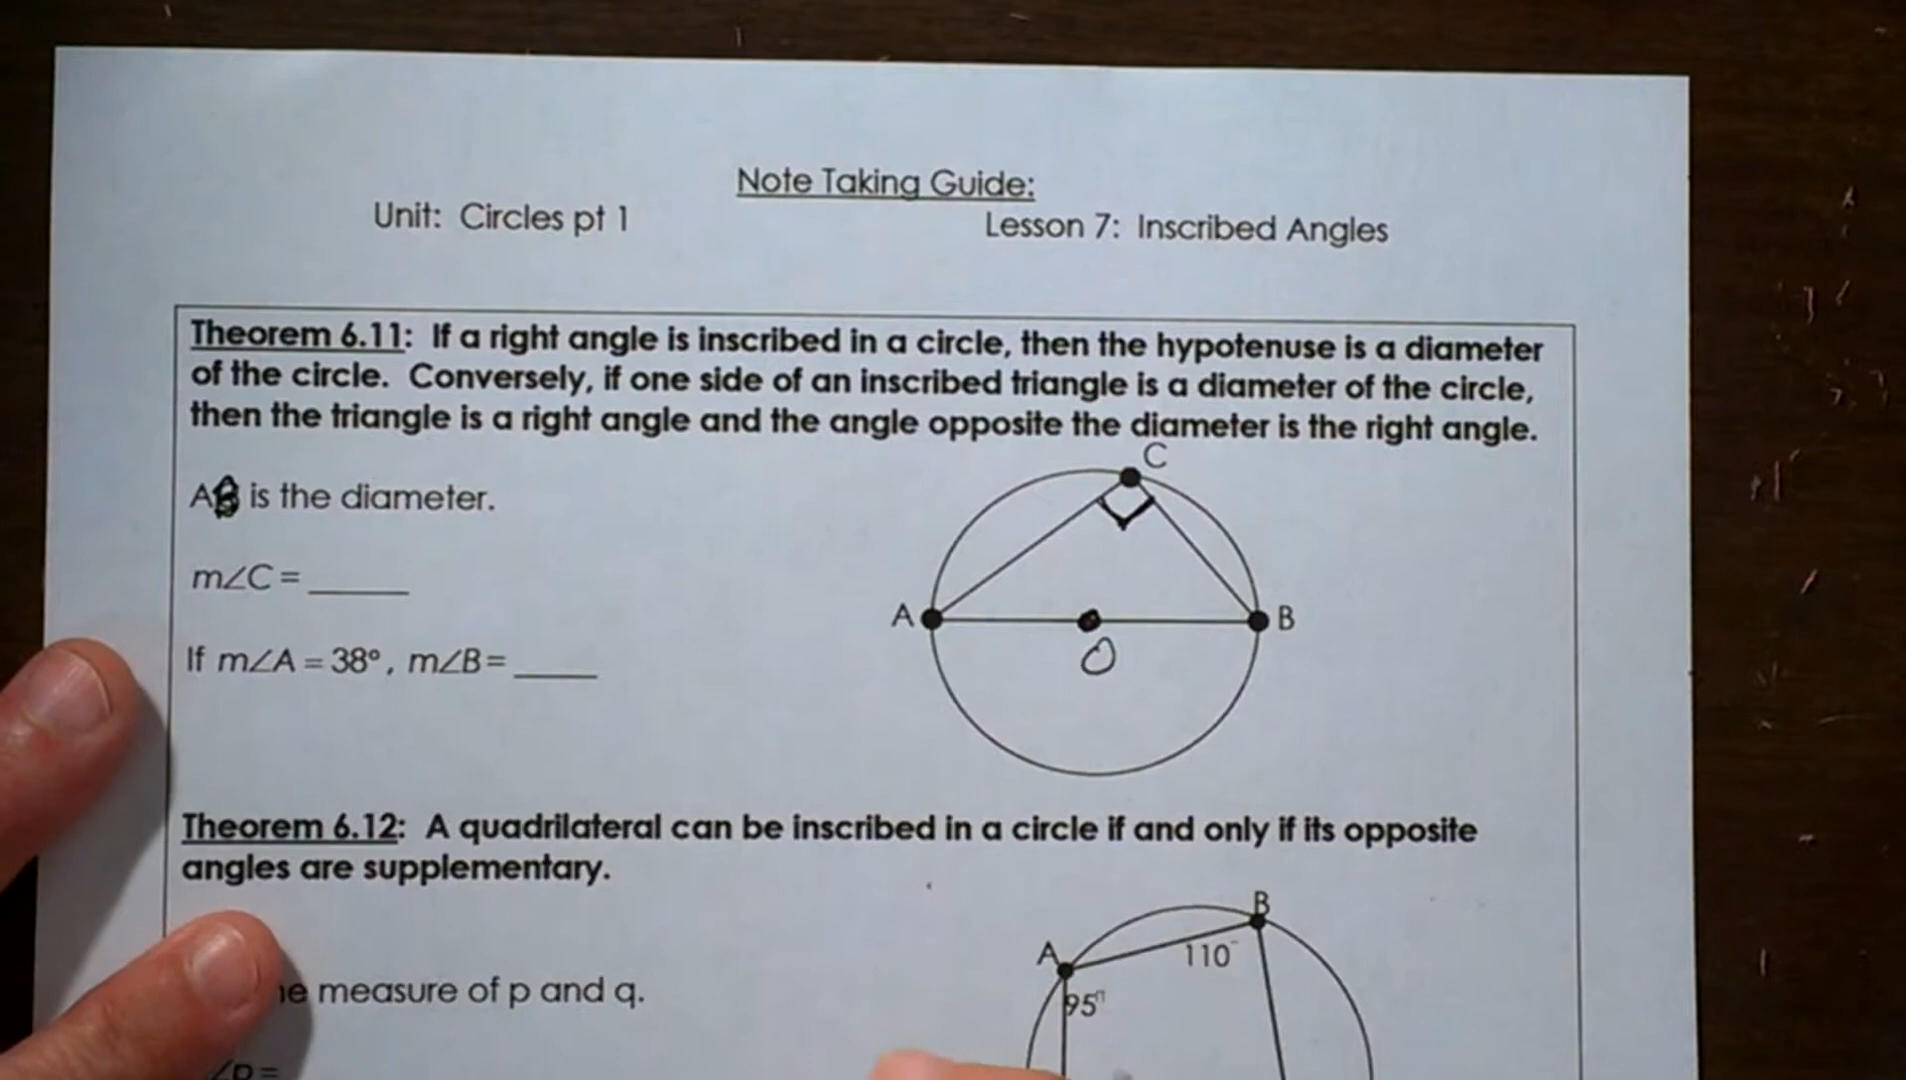 Note Taking Guide:
Unit: Circles pt 1
Lesson 7: Inscribed Angles
Theorem 6.11: If a right angle is inscribed in a circle, then the hypotenuse is a diameter
of the circle. Conversely, if one side of an inscribed triangle is a diameter of the circle,
then the triangle is a right angle and the angle opposite the diameter is the right angle.
AB is the diameter.
m∠C = _____
If m∠A = 38°, m∠B= ____
C
A
B
O
Theorem 6.12: A quadrilateral can be inscribed in a circle if and only if its opposite
angles are supplementary.
measure of p and q.
B
A
110
95